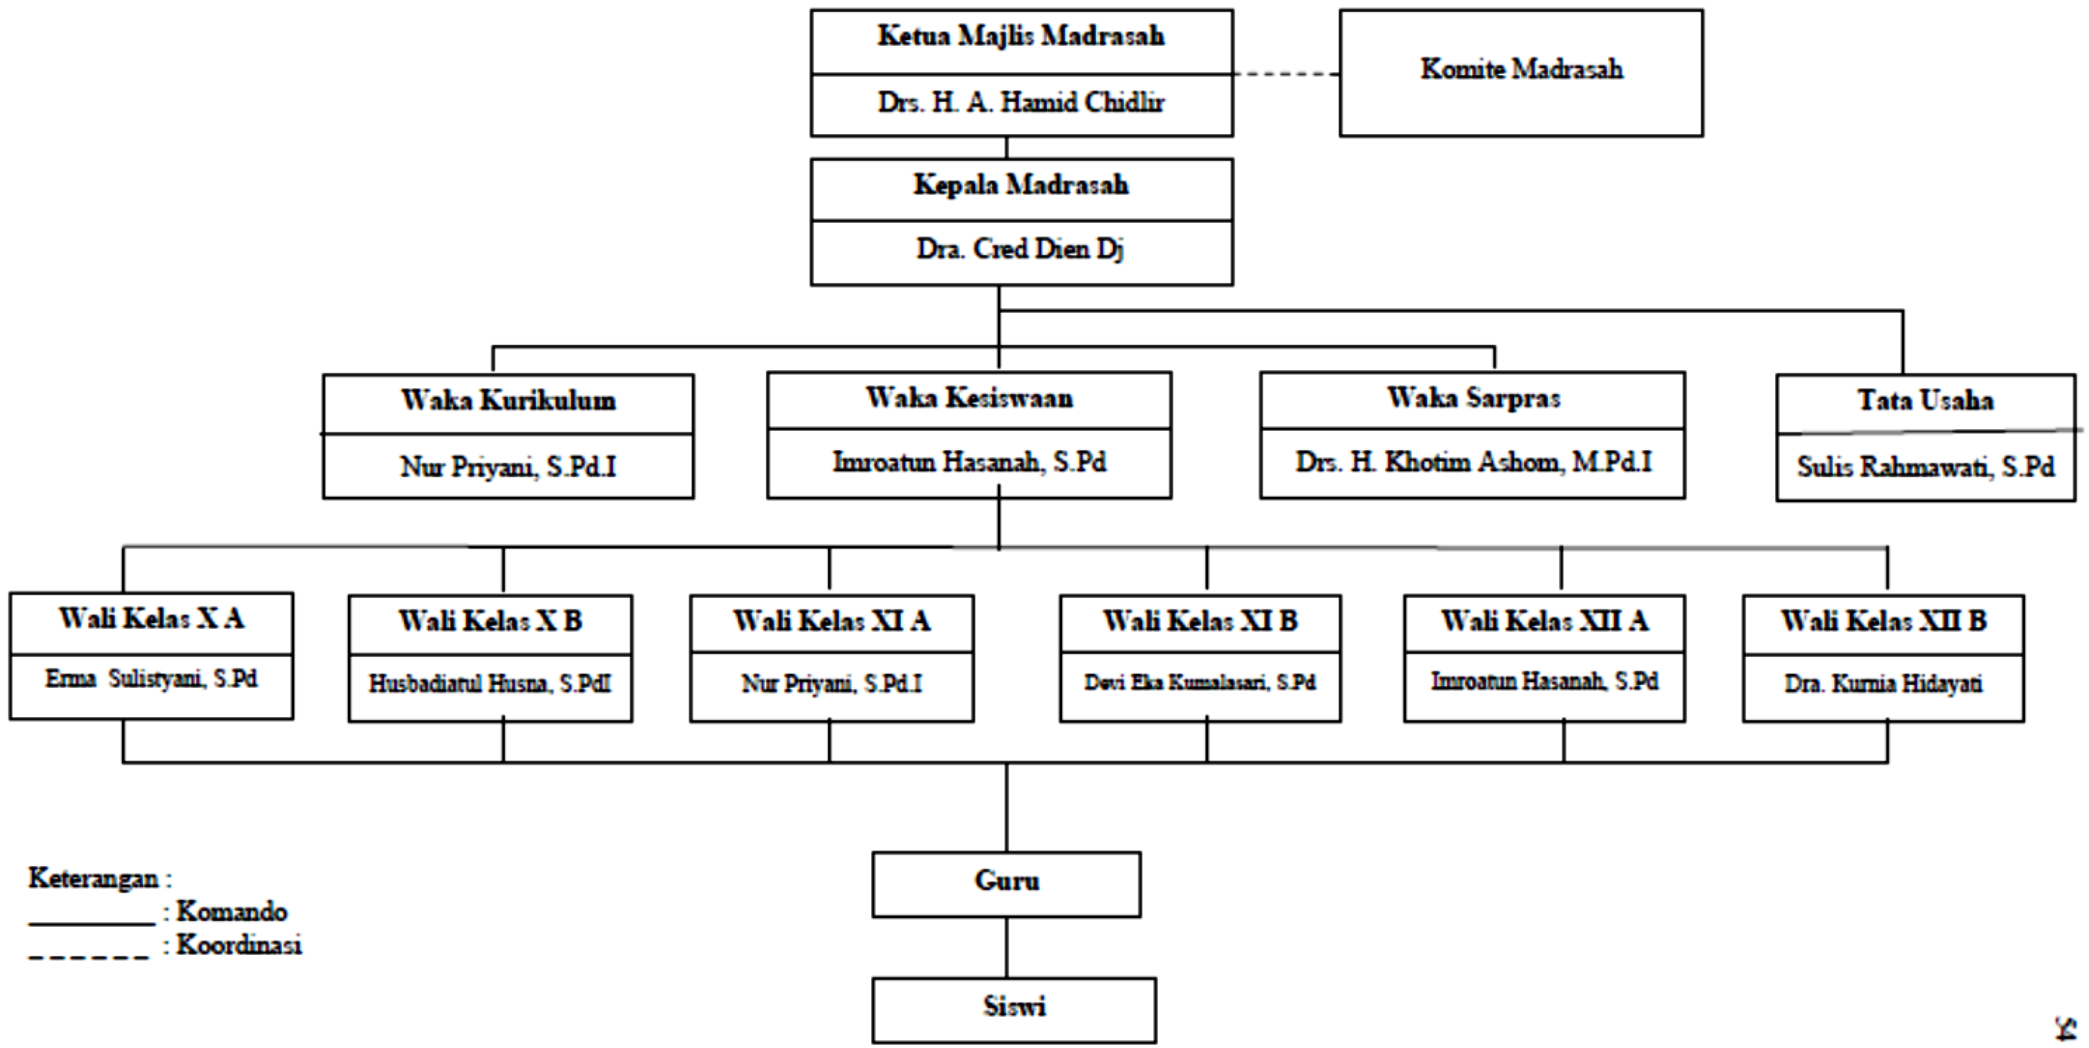 Ketua Majlis Madrasah
Drs. H. A. Hamid Chidlir
Komite Madrasah
Kepala Madrasah
Dra. Cred Dien Dj
Waka Kurikulum
Nur Priyani, S.Pd.I
Waka Kesiswaan
Imroatun Hasanah, S.Pd
Waka Sarpras
Drs. H. Khotim Ashom, M.Pd.I
Tata Usaha
Sulis Rahmawati, S.Pd
Wali Kelas X A
Erma Sulistyani, S.Pd
Wali Kelas X B
Husbadiatul Husna, S.PdI
Wali Kelas XI A
Nur Priyani, S.Pd.I
Wali Kelas XI B
Devi Eka Kumalasari, S.Pd
Wali Kelas XII A
Imroatun Hasanah, S.Pd
Wali Kelas XII B
Dra. Kurnia Hidayati
Guru
Siswi
Keterangan :
__________ : Komando
_ _ _ _ _ _ : Koordinasi